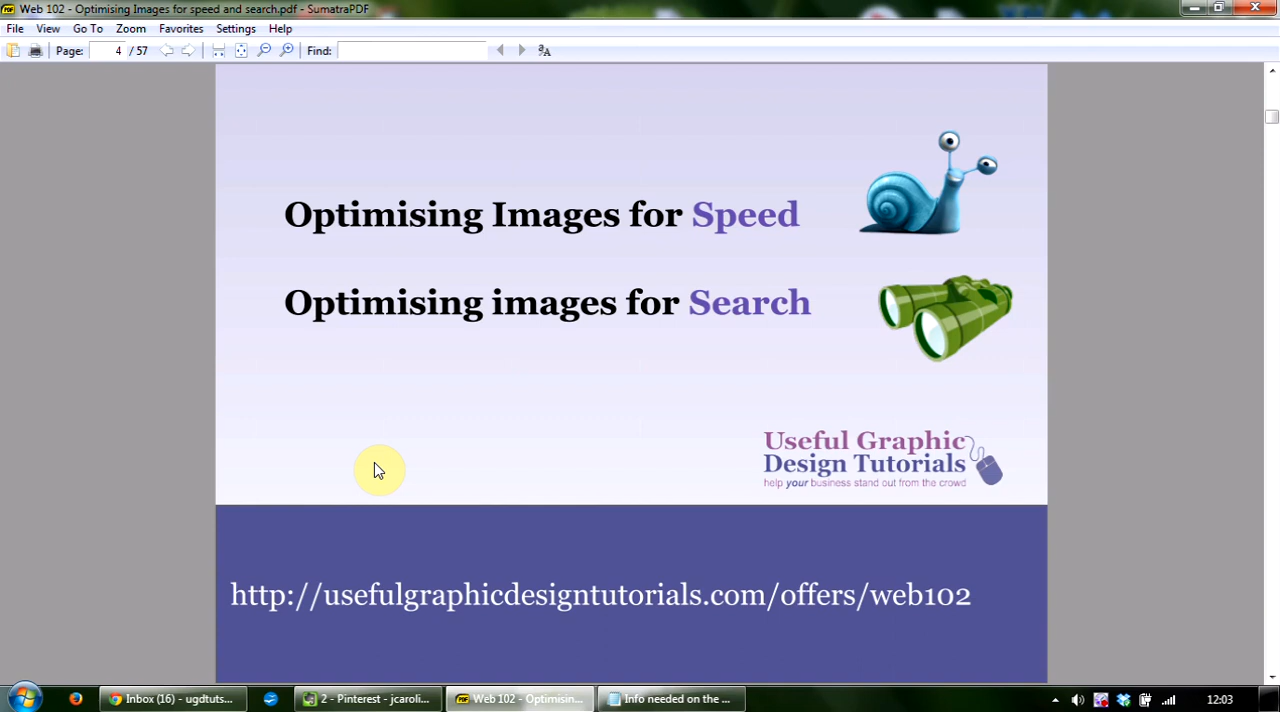 Web 102 - Optimising Images for speed and search.pdf - SumatraPDF
File View Go To Zoom Favorites Settings Help
Page: 4 / 57 Find:
Optimising Images for Speed
Optimising images for Search
Useful Graphic
Design Tutorials
help your business stand out from the crowd
http://usefulgraphicdesigntutorials.com/offers/web102
Inbox (16) - ugdtuts... 2 - Pinterest - jcaroli... Web 102 - Optimisin... Info needed on the ... 12:03